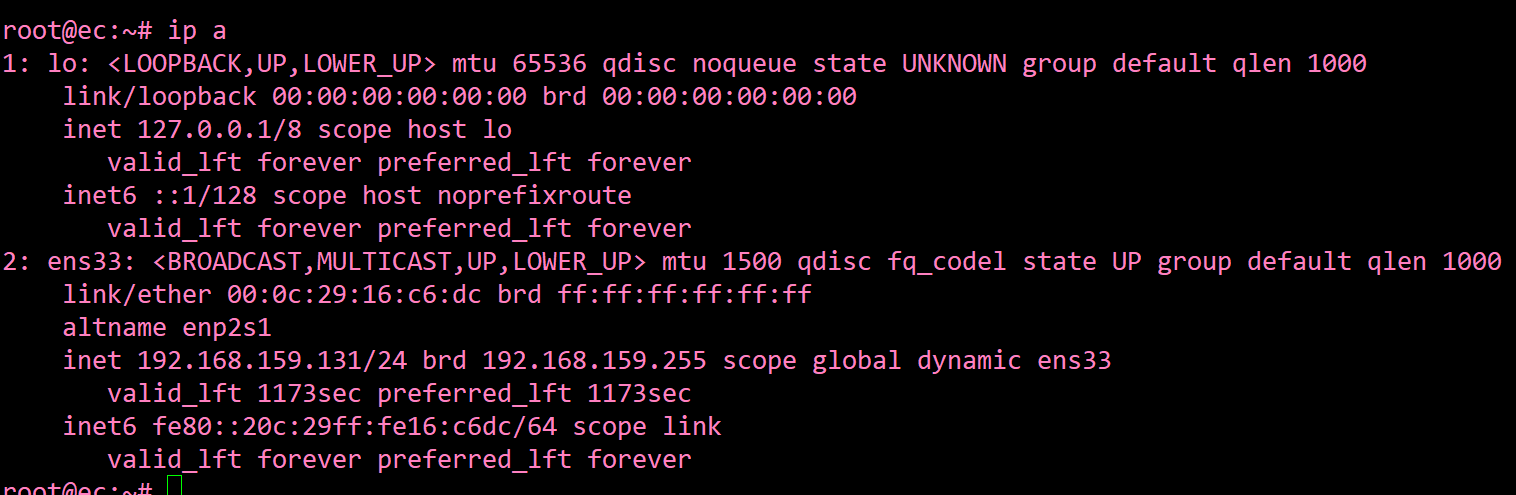 root@ec:~# ip a
1: lo: <LOOPBACK,UP,LOWER_UP> mtu 65536 qdisc noqueue state UNKNOWN group default qlen 1000
    link/loopback 00:00:00:00:00:00 brd 00:00:00:00:00:00
    inet 127.0.0.1/8 scope host lo
       valid_lft forever preferred_lft forever
    inet6 ::1/128 scope host noprefixroute
       valid_lft forever preferred_lft forever
2: ens33: <BROADCAST,MULTICAST,UP,LOWER_UP> mtu 1500 qdisc fq_codel state UP group default qlen 1000
    link/ether 00:0c:29:16:c6:dc brd ff:ff:ff:ff:ff:ff
    altname enp2s1
    inet 192.168.159.131/24 brd 192.168.159.255 scope global dynamic ens33
       valid_lft 1173sec preferred_lft 1173sec
    inet6 fe80::20c:29ff:fe16:c6dc/64 scope link
       valid_lft forever preferred_lft forever
root@ec:~#